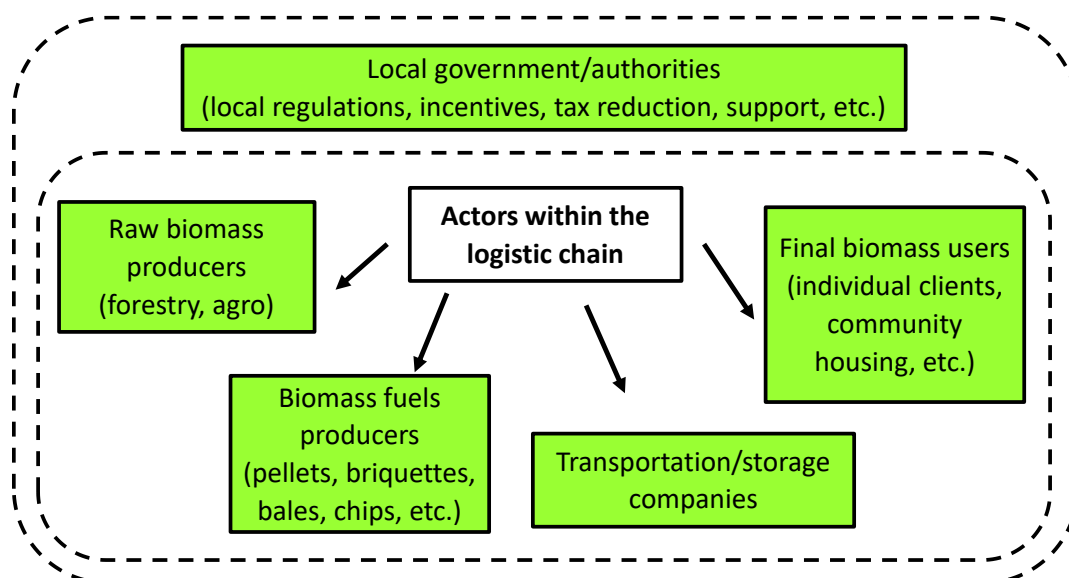 Local government/authorities
(local regulations, incentives, tax reduction, support, etc.)
Actors within the
logistic chain
Raw biomass
producers
(forestry, agro)
Final biomass users
(individual clients,
community
housing, etc.)
Biomass fuels
producers
(pellets, briquettes,
bales, chips, etc.)
Transportation/storage
companies